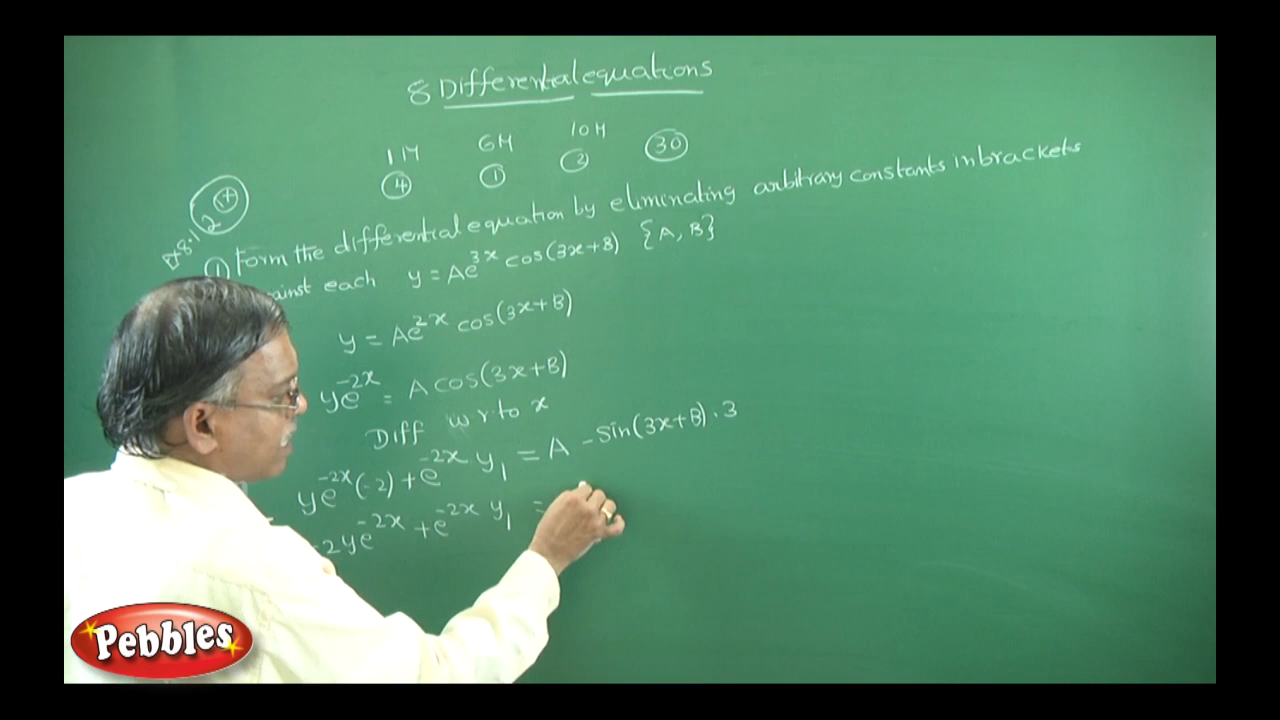 8 Differential equations
1M 6M 10M
④ ① ② ㉚
8.1
① Form the differential equation by eliminating arbitrary constants in brackets
each y = Ae^{3x} cos(3x+B) {A, B}
y = Ae^{2x} cos(3x+B)
ye^{-2x} = A cos(3x+B)
Diff w r to x
ye^{-2x}(-2) + e^{-2x} y₁ = A -sin(3x+B) · 3
-2ye^{-2x} + e^{-2x} y₁ =
Pebbles